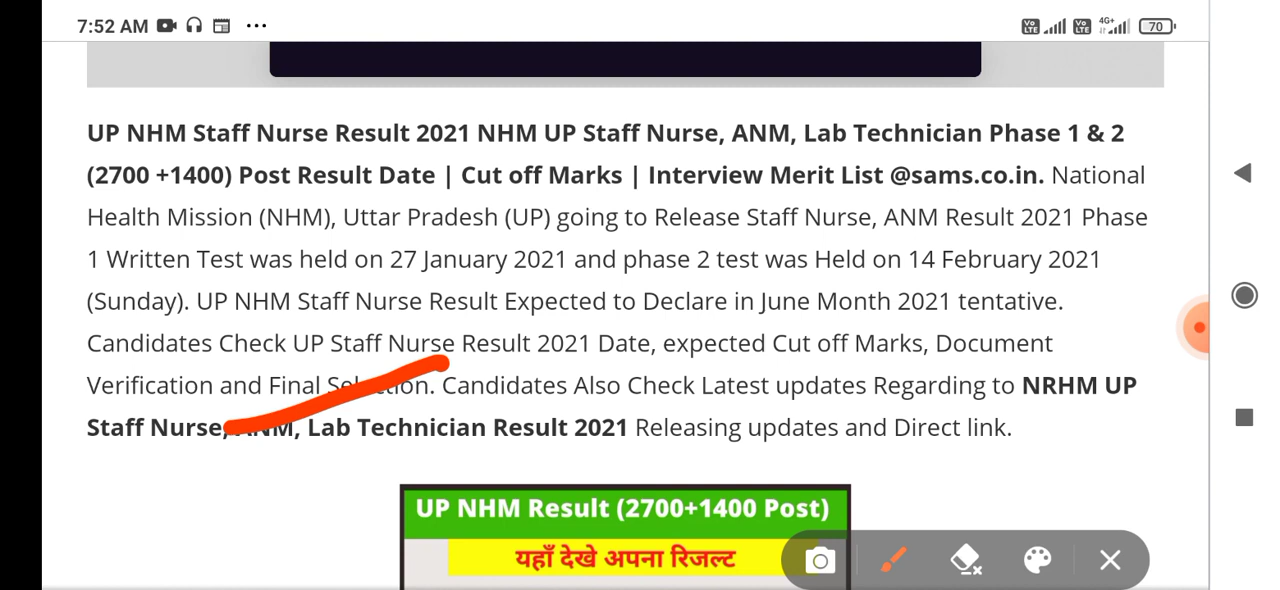 7:52 AM
Vo LTE Vo LTE 4G+ 70
UP NHM Staff Nurse Result 2021 NHM UP Staff Nurse, ANM, Lab Technician Phase 1 & 2
(2700 +1400) Post Result Date | Cut off Marks | Interview Merit List @sams.co.in. National
Health Mission (NHM), Uttar Pradesh (UP) going to Release Staff Nurse, ANM Result 2021 Phase
1 Written Test was held on 27 January 2021 and phase 2 test was Held on 14 February 2021
(Sunday). UP NHM Staff Nurse Result Expected to Declare in June Month 2021 tentative.
Candidates Check UP Staff Nurse Result 2021 Date, expected Cut off Marks, Document
Verification and Final Selection. Candidates Also Check Latest updates Regarding to NRHM UP
Staff Nurse, ANM, Lab Technician Result 2021 Releasing updates and Direct link.
UP NHM Result (2700+1400 Post)
यहाँ देखे अपना रिजल्ट